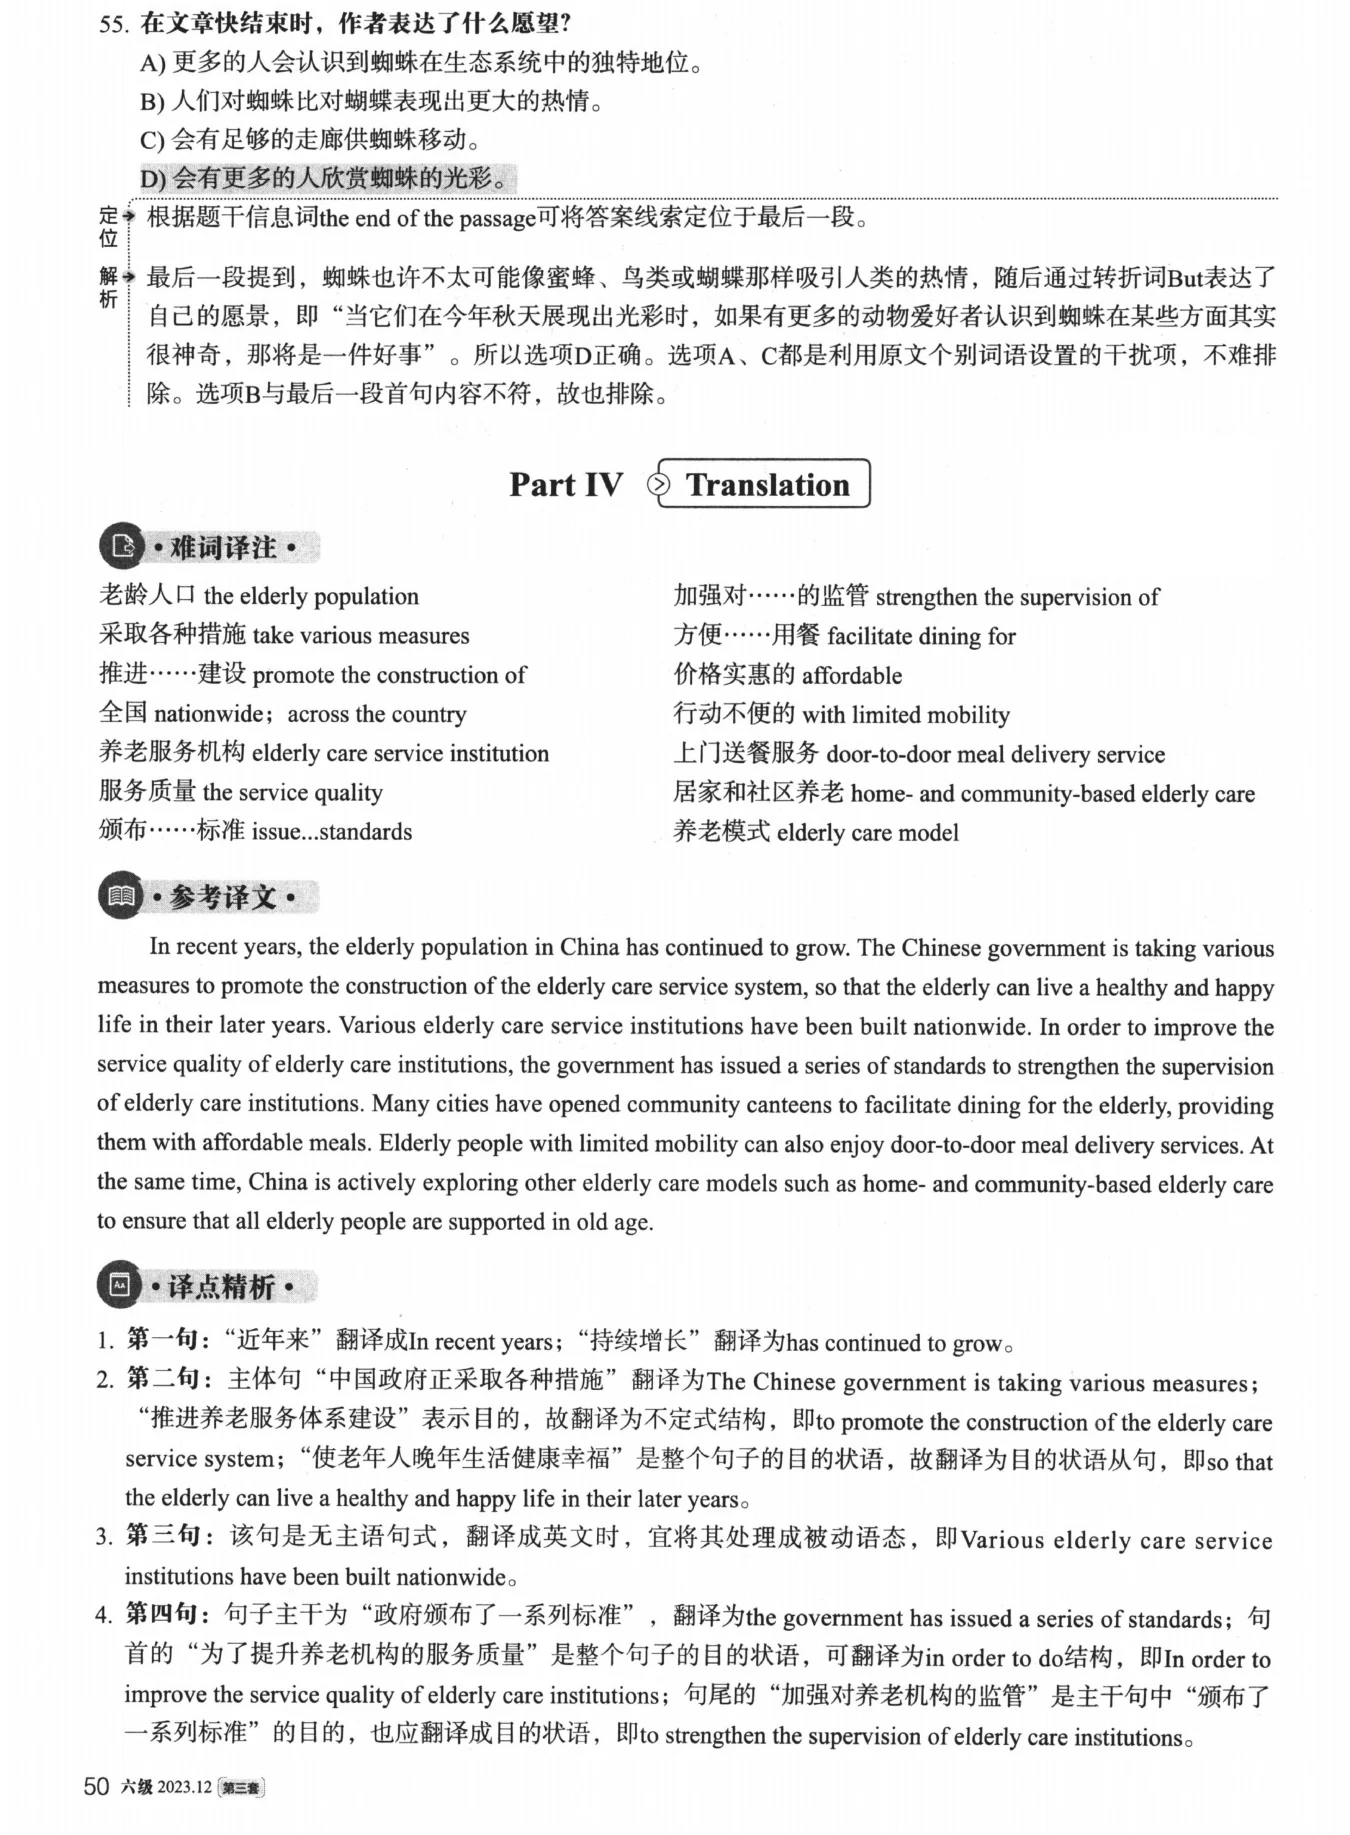 55. 在文章快结束时，作者表达了什么愿望？
A) 更多的人会认识到蜘蛛在生态系统中的独特地位。
B) 人们对蜘蛛比对蝴蝶表现出更大的热情。
C) 会有足够的走廊供蜘蛛移动。
D) 会有更多的人欣赏蜘蛛的光彩。
定位 根据题干信息词the end of the passage可将答案线索定位于最后一段。
解析 最后一段提到，蜘蛛也许不太可能像蜜蜂、鸟类或蝴蝶那样吸引人类的热情，随后通过转折词But表达了
自己的愿景，即“当它们在今年秋天展现出光彩时，如果有更多的动物爱好者认识到蜘蛛在某些方面其实
很神奇，那将是一件好事”。所以选项D正确。选项A、C都是利用原文个别词语设置的干扰项，不难排
除。选项B与最后一段首句内容不符，故也排除。
Part IV Translation
·难词译注·
老龄人口 the elderly population
采取各种措施 take various measures
推进……建设 promote the construction of
全国 nationwide；across the country
养老服务机构 elderly care service institution
服务质量 the service quality
颁布……标准 issue...standards
加强对……的监管 strengthen the supervision of
方便……用餐 facilitate dining for
价格实惠的 affordable
行动不便的 with limited mobility
上门送餐服务 door-to-door meal delivery service
居家和社区养老 home- and community-based elderly care
养老模式 elderly care model
·参考译文·
In recent years, the elderly population in China has continued to grow. The Chinese government is taking various
measures to promote the construction of the elderly care service system, so that the elderly can live a healthy and happy
life in their later years. Various elderly care service institutions have been built nationwide. In order to improve the
service quality of elderly care institutions, the government has issued a series of standards to strengthen the supervision
of elderly care institutions. Many cities have opened community canteens to facilitate dining for the elderly, providing
them with affordable meals. Elderly people with limited mobility can also enjoy door-to-door meal delivery services. At
the same time, China is actively exploring other elderly care models such as home- and community-based elderly care
to ensure that all elderly people are supported in old age.
·译点精析·
1. 第一句：“近年来”翻译成In recent years；“持续增长”翻译为has continued to grow。
2. 第二句：主体句“中国政府正采取各种措施”翻译为The Chinese government is taking various measures；
“推进养老服务体系建设”表示目的，故翻译为不定式结构，即to promote the construction of the elderly care
service system；“使老年人晚年生活健康幸福”是整个句子的目的状语，故翻译为目的状语从句，即so that
the elderly can live a healthy and happy life in their later years。
3. 第三句：该句是无主语句式，翻译成英文时，宜将其处理成被动语态，即Various elderly care service
institutions have been built nationwide。
4. 第四句：句子主干为“政府颁布了一系列标准”，翻译为the government has issued a series of standards；句
首的“为了提升养老机构的服务质量”是整个句子的目的状语，可翻译为in order to do结构，即In order to
improve the service quality of elderly care institutions；句尾的“加强对养老机构的监管”是主干句中“颁布了
一系列标准”的目的，也应翻译成目的状语，即to strengthen the supervision of elderly care institutions。
50 六级 2023.12 第三套